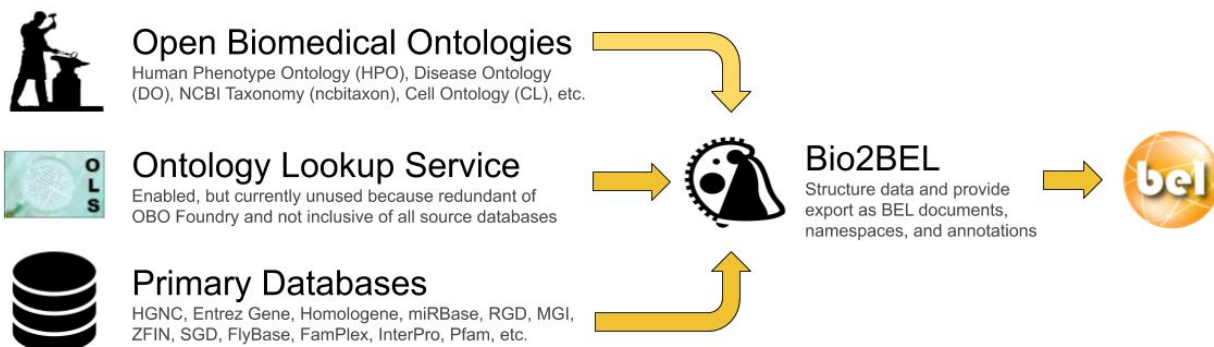 Open Biomedical Ontologies
Human Phenotype Ontology (HPO), Disease Ontology
(DO), NCBI Taxonomy (ncbitaxon), Cell Ontology (CL), etc.
OLS
Ontology Lookup Service
Enabled, but currently unused because redundant of
OBO Foundry and not inclusive of all source databases
Bio2BEL
Structure data and provide
export as BEL documents,
namespaces, and annotations
bel
Primary Databases
HGNC, Entrez Gene, Homologene, miRBase, RGD, MGI,
ZFIN, SGD, FlyBase, FamPlex, InterPro, Pfam, etc.